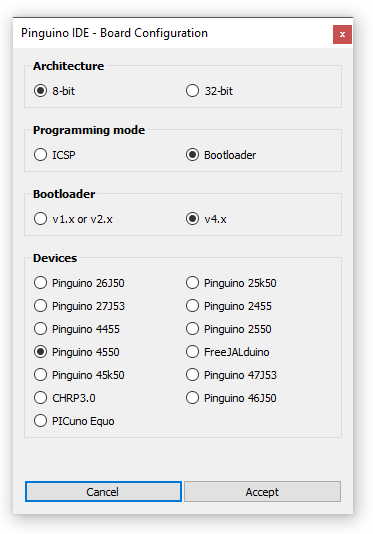 Pinguino IDE - Board Configuration x
Architecture
8-bit 32-bit
Programming mode
ICSP Bootloader
Bootloader
v1.x or v2.x v4.x
Devices
Pinguino 26J50 Pinguino 25k50
Pinguino 27J53 Pinguino 2455
Pinguino 4455 Pinguino 2550
Pinguino 4550 FreeJALduino
Pinguino 45k50 Pinguino 47J53
CHRP3.0 Pinguino 46J50
PICuno Equo
Cancel Accept